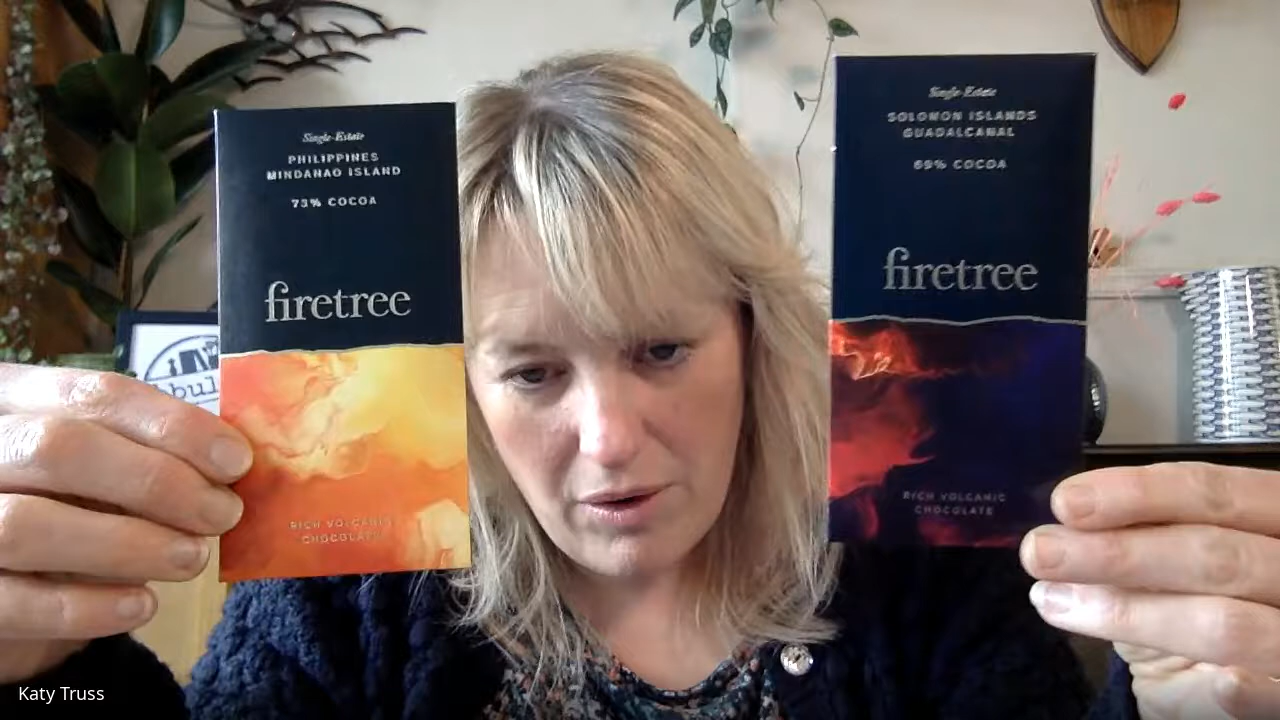 Single-Estate
PHILIPPINES
MINDANAO ISLAND
73% COCOA
firetree
RICH VOLCANIC
CHOCOLATE
Single-Estate
SOLOMON ISLANDS
GUADALCANAL
69% COCOA
firetree
RICH VOLCANIC
CHOCOLATE
Katy Truss